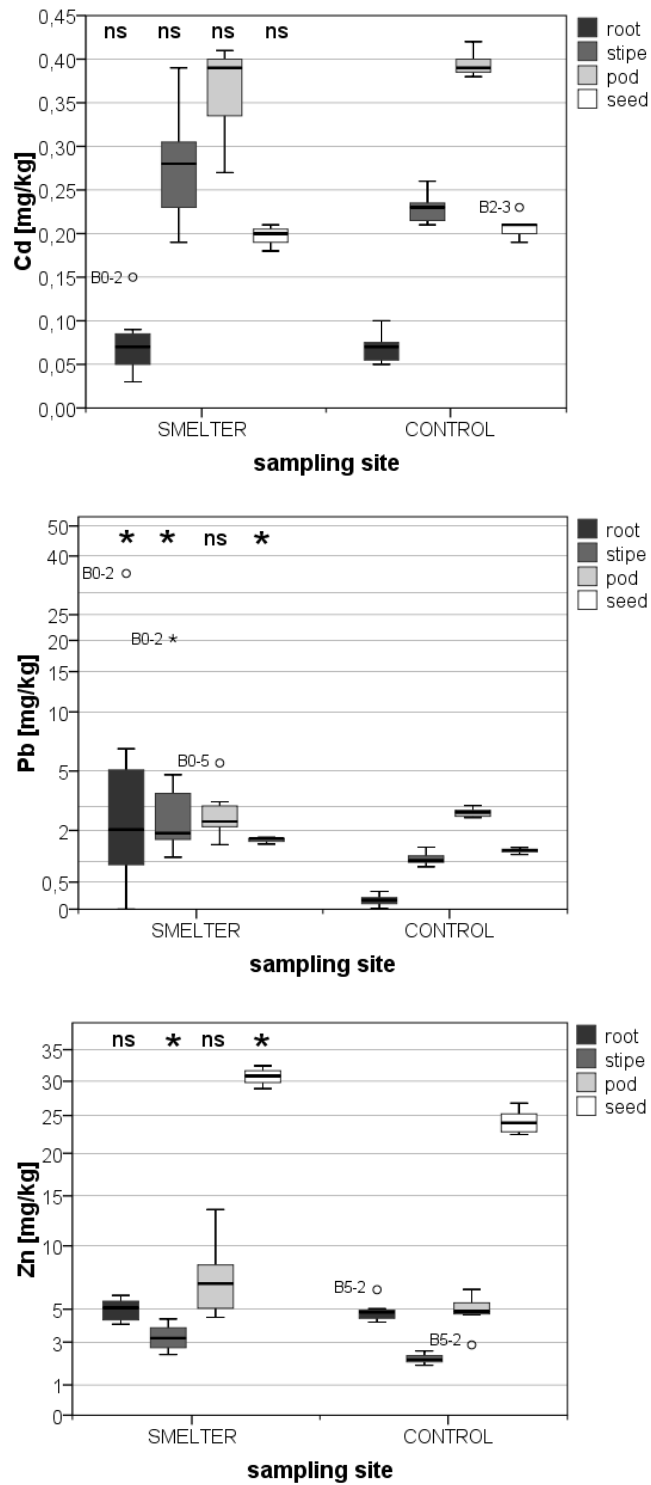 ns ns ns ns
root
stipe
pod
seed
Cd [mg/kg]
0,45
0,40
0,35
0,30
0,25
0,20
0,15
0,10
0,05
0,00
B0-2
B2-3
SMELTER CONTROL
sampling site
* * ns *
root
stipe
pod
seed
Pb [mg/kg]
50
40
25
20
15
10
5
2
0,5
0
B0-2
B0-2 *
B0-5
SMELTER CONTROL
sampling site
ns * ns *
root
stipe
pod
seed
Zn [mg/kg]
35
30
25
20
15
10
5
3
1
0
B5-2
B5-2
SMELTER CONTROL
sampling site